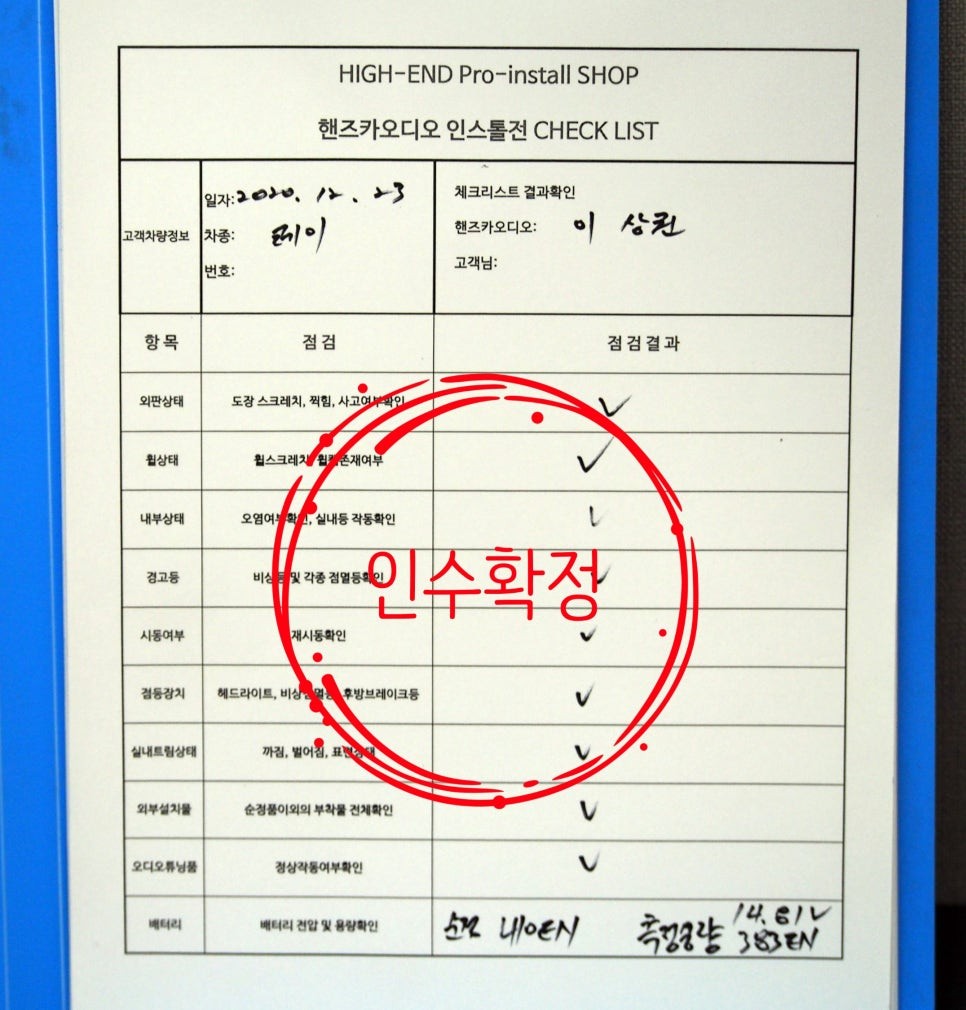 HIGH-END Pro-install SHOP
핸즈카오디오 인스톨전 CHECK LIST
고객차량정보
일자: 2020. 12. 23
차종: 레이
번호:
체크리스트 결과확인
핸즈카오디오: 이 상권
고객님:
항 목 점 검 점 검 결 과
외판상태 도장 스크레치, 찍힘, 사고여부확인
휠상태 휠스크레치, 휠캡존재여부
내부상태 오염여부확인, 실내등 작동확인
경고등 비상등 및 각종 점멸등확인
인수확정
시동여부 재시동확인
점등장치 헤드라이트, 비상점멸등, 후방브레이크등
실내트림상태 까짐, 벌어짐, 표면상태
외부설치물 순정품이외의 부착물 전체확인
오디오튜닝품 정상작동여부확인
배터리 배터리 전압 및 용량확인
순정 측정용량 14.61V
383EN